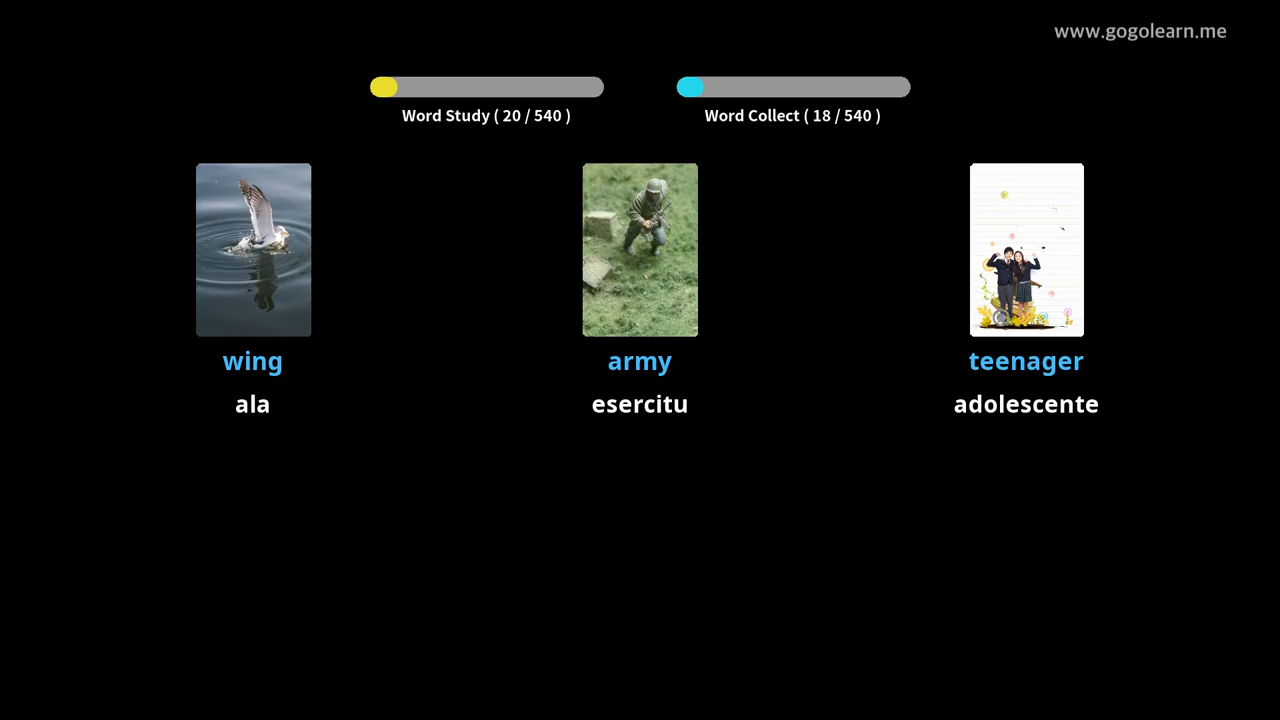 www.gogolearn.me
Word Study ( 20 / 540 )
Word Collect ( 18 / 540 )
wing
army
teenager
ala
esercitu
adolescente